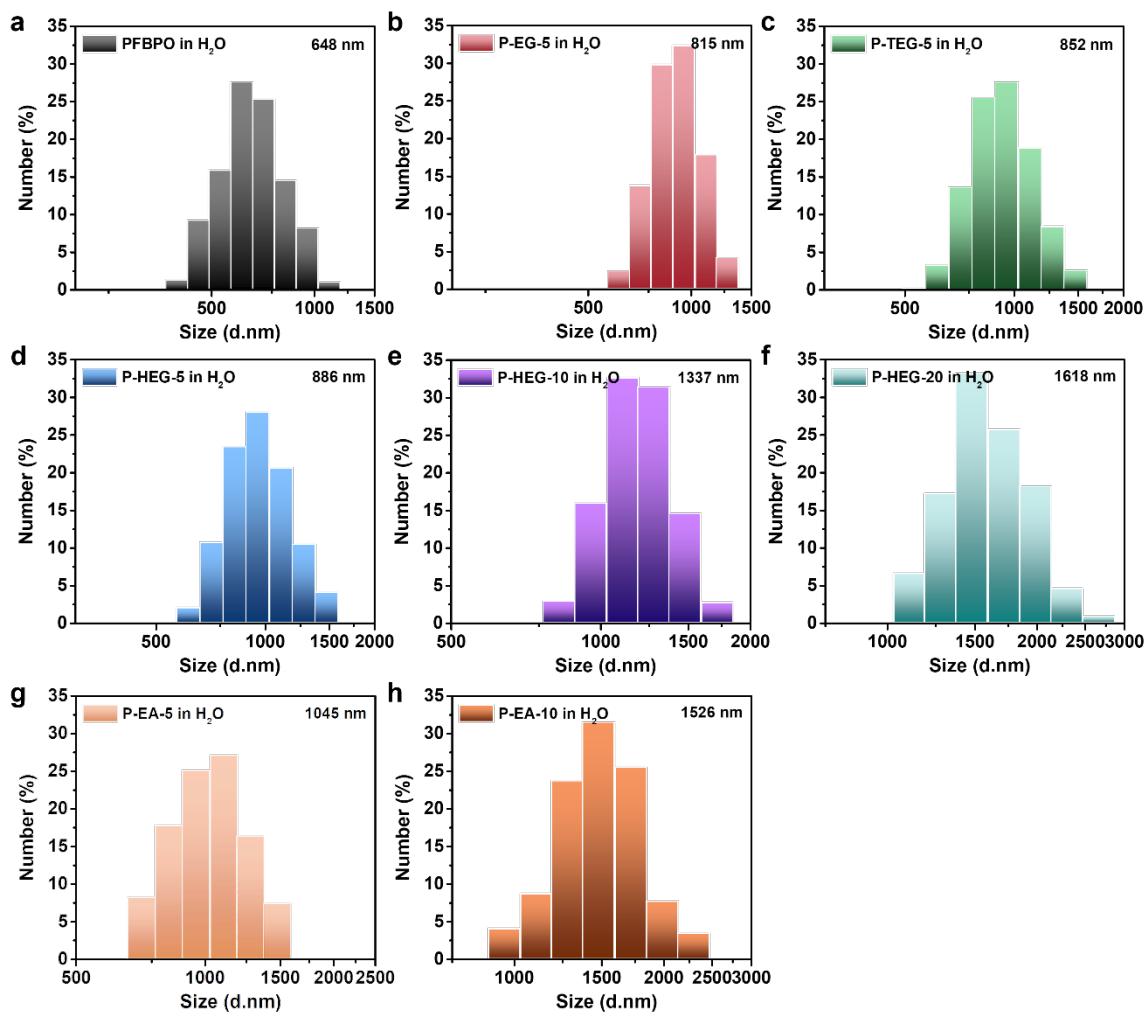 a
PFBPO in H₂O
648 nm
35
30
25
20
15
10
5
0
Number (%)
500
1000
1500
Size (d.nm)
b
P-EG-5 in H₂O
815 nm
35
30
25
20
15
10
5
0
Number (%)
500
1000
1500
Size (d.nm)
c
P-TEG-5 in H₂O
852 nm
35
30
25
20
15
10
5
0
Number (%)
500
1000
1500
2000
Size (d.nm)
d
P-HEG-5 in H₂O
886 nm
35
30
25
20
15
10
5
0
Number (%)
500
1000
1500
2000
Size (d.nm)
e
P-HEG-10 in H₂O
1337 nm
35
30
25
20
15
10
5
0
Number (%)
500
1000
1500
2000
Size (d.nm)
f
P-HEG-20 in H₂O
1618 nm
35
30
25
20
15
10
5
0
Number (%)
1000
1500
2000
2500
3000
Size (d.nm)
g
P-EA-5 in H₂O
1045 nm
35
30
25
20
15
10
5
0
Number (%)
500
1000
1500
2000
2500
Size (d.nm)
h
P-EA-10 in H₂O
1526 nm
35
30
25
20
15
10
5
0
Number (%)
1000
1500
2000
2500
3000
Size (d.nm)